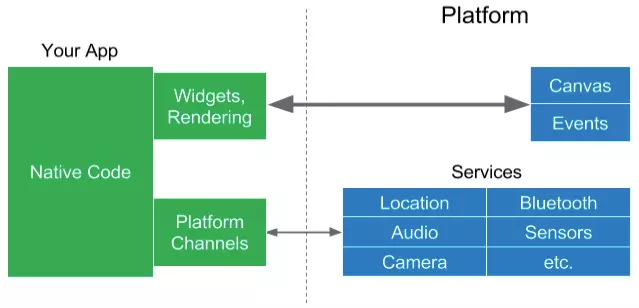 Platform
Your App
Widgets,
Rendering
Canvas
Events
Native Code
Services
Platform
Channels
Location
Bluetooth
Audio
Sensors
Camera
etc.